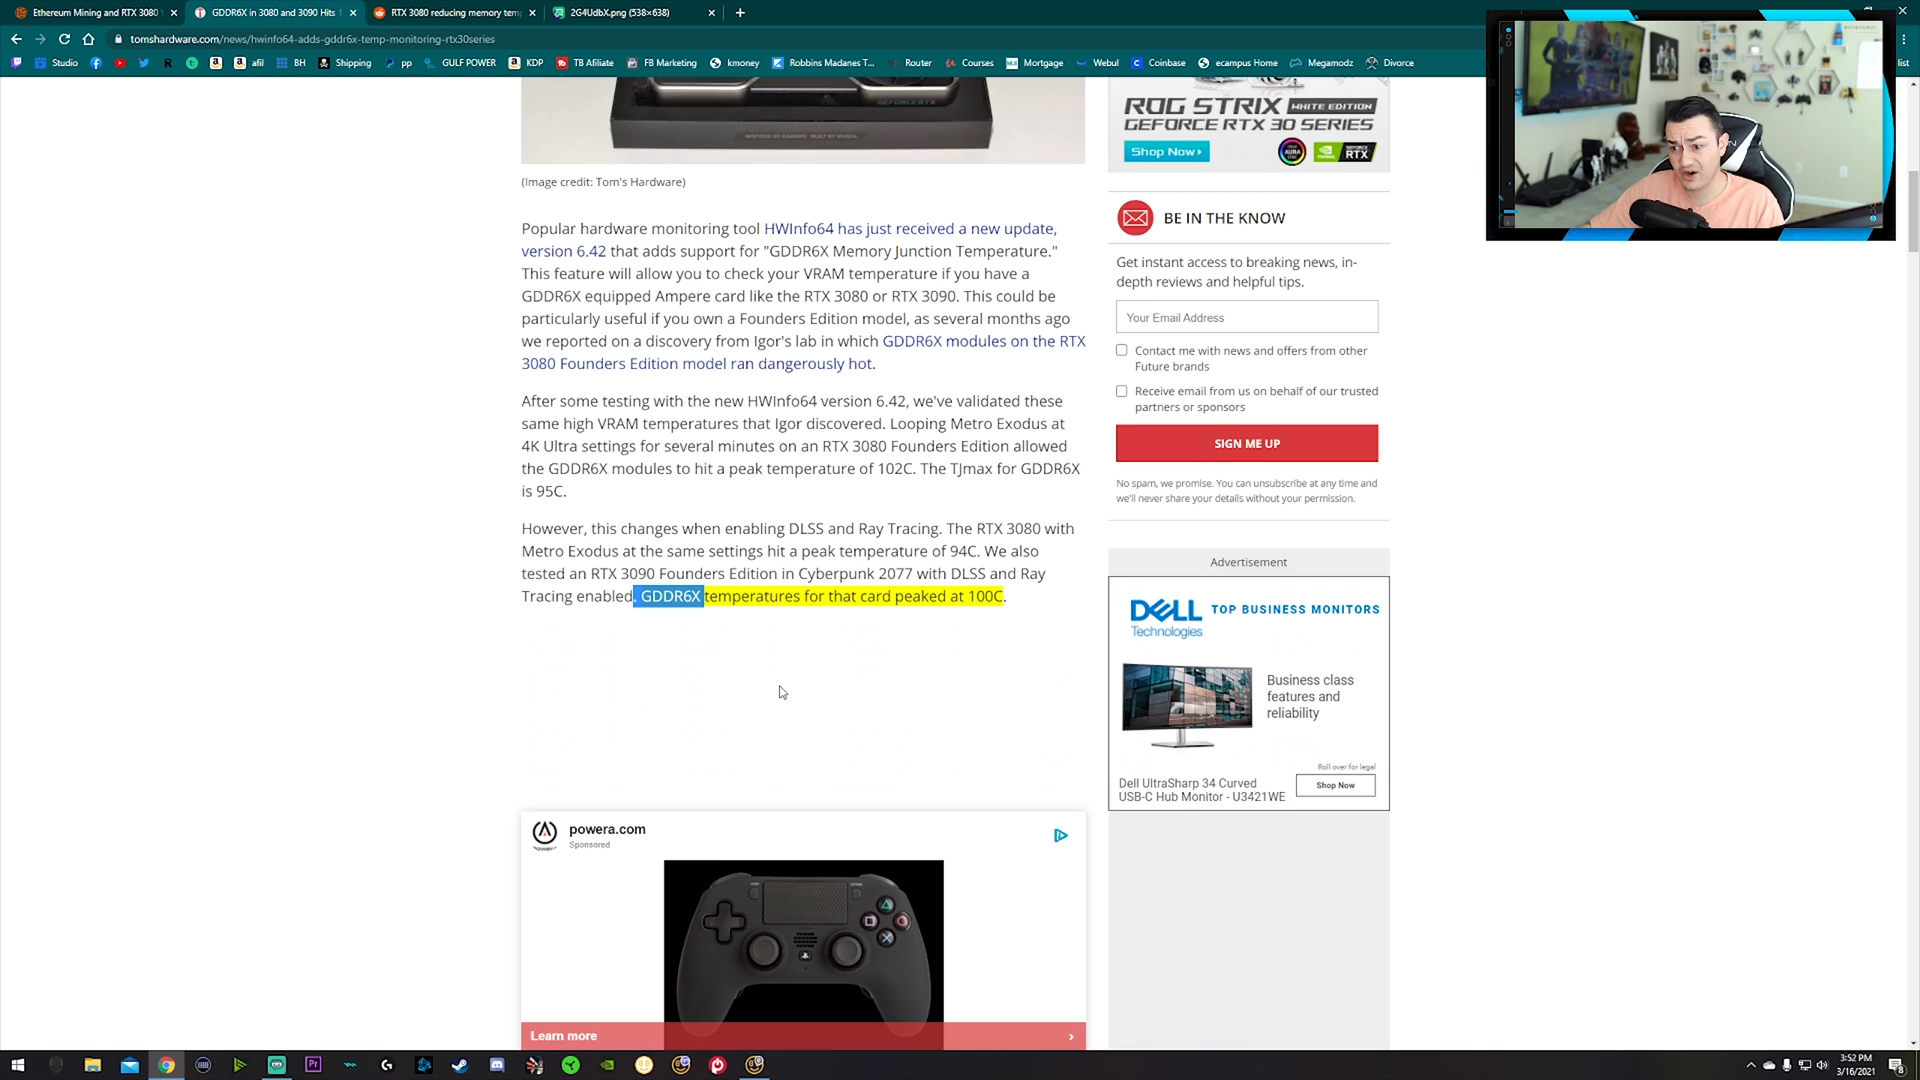 Ethereum Mining and RTX 3080
GDDR6X in 3080 and 3090 Hits 1
RTX 3080 reducing memory tem
2G4UdbX.png (538×638)
tomshardware.com/news/hwinfo64-adds-gddr6x-temp-monitoring-rtx30series
Studio
afil
BH
Shipping
pp
GULF POWER
KDP
TB Afiliate
FB Marketing
kmoney
Robbins Madanes T...
Router
Courses
Mortgage
Webul
Coinbase
ecampus Home
Megamodz
Divorce
list
GEFORCE RTX
INSPIRED BY GAMERS. BUILT BY NVIDIA.
(Image credit: Tom's Hardware)
Popular hardware monitoring tool HWInfo64 has just received a new update,
version 6.42 that adds support for "GDDR6X Memory Junction Temperature."
This feature will allow you to check your VRAM temperature if you have a
GDDR6X equipped Ampere card like the RTX 3080 or RTX 3090. This could be
particularly useful if you own a Founders Edition model, as several months ago
we reported on a discovery from Igor's lab in which GDDR6X modules on the RTX
3080 Founders Edition model ran dangerously hot.
After some testing with the new HWInfo64 version 6.42, we've validated these
same high VRAM temperatures that Igor discovered. Looping Metro Exodus at
4K Ultra settings for several minutes on an RTX 3080 Founders Edition allowed
the GDDR6X modules to hit a peak temperature of 102C. The TJmax for GDDR6X
is 95C.
However, this changes when enabling DLSS and Ray Tracing. The RTX 3080 with
Metro Exodus at the same settings hit a peak temperature of 94C. We also
tested an RTX 3090 Founders Edition in Cyberpunk 2077 with DLSS and Ray
Tracing enabled. GDDR6X temperatures for that card peaked at 100C.
powera.com
Sponsored
Learn more
ROG STRIX WHITE EDITION
GEFORCE RTX 30 SERIES
Shop Now
AURA
NVIDIA
GEFORCE
RTX
BE IN THE KNOW
Get instant access to breaking news, in-
depth reviews and helpful tips.
Your Email Address
Contact me with news and offers from other
Future brands
Receive email from us on behalf of our trusted
partners or sponsors
SIGN ME UP
No spam, we promise. You can unsubscribe at any time and
we'll never share your details without your permission.
Advertisement
DELL
Technologies
TOP BUSINESS MONITORS
Business class
features and
reliability
Roll over for legal
Dell UltraSharp 34 Curved
USB-C Hub Monitor - U3421WE
Shop Now
3:52 PM
3/16/2021